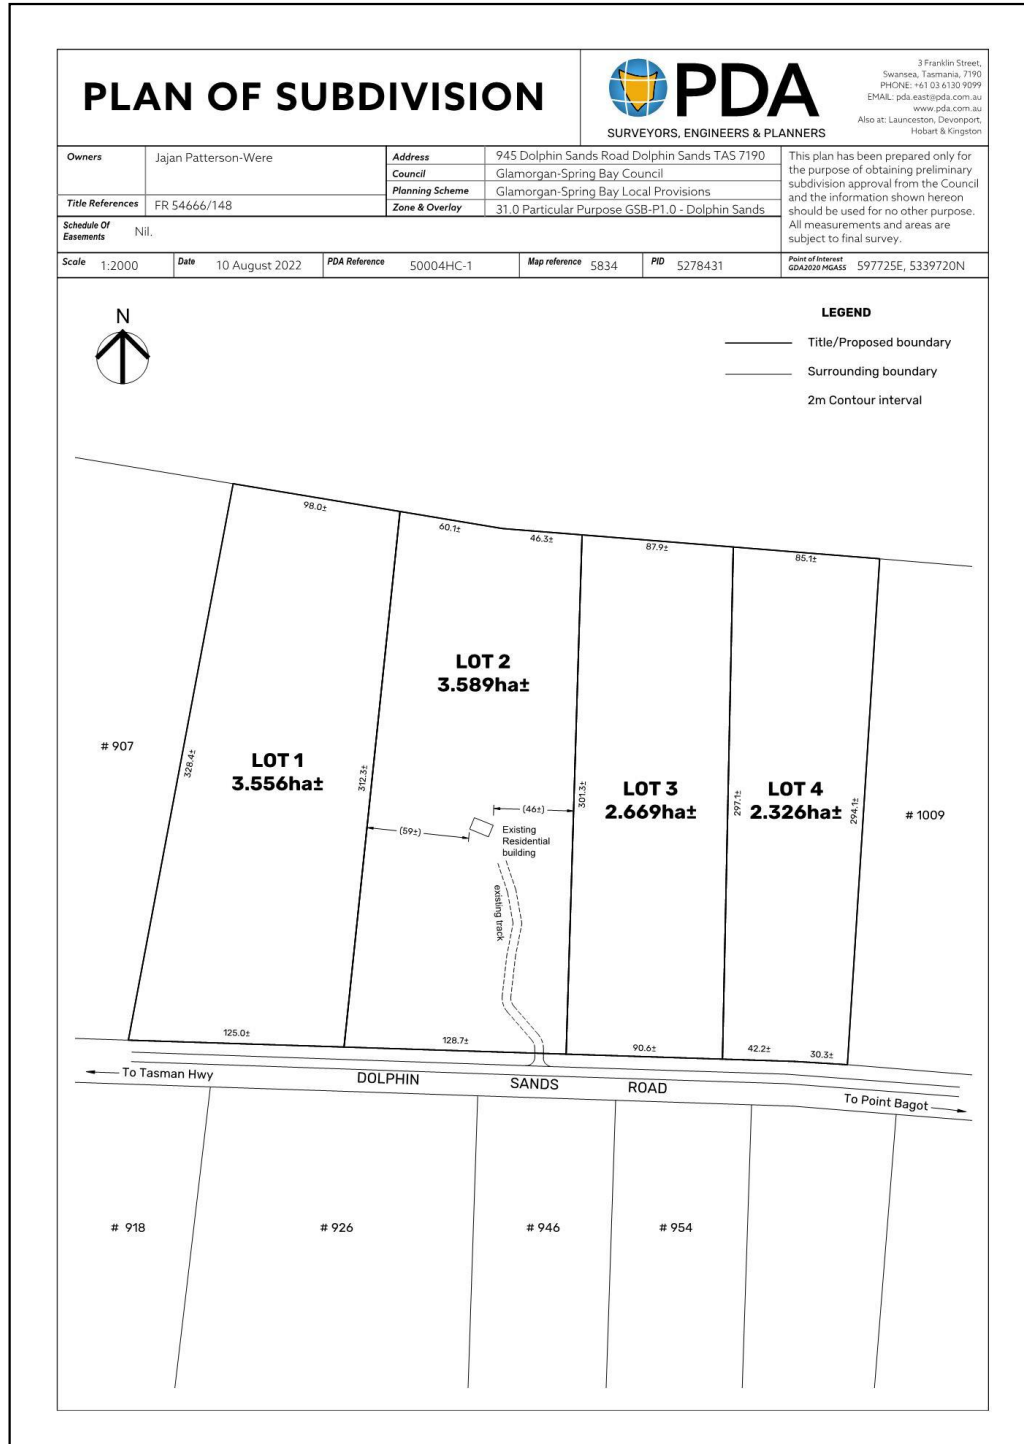 PLAN OF SUBDIVISION
PDA
SURVEYORS, ENGINEERS & PLANNERS
3 Franklin Street,
Swansea, Tasmania, 7190
PHONE: +61 03 6130 9099
EMAIL: pda.east@pda.com.au
www.pda.com.au
Also at: Launceston, Devonport,
Hobart & Kingston
Owners Jajan Patterson-Were
Title References FR 54666/148
Address 945 Dolphin Sands Road Dolphin Sands TAS 7190
Council Glamorgan-Spring Bay Council
Planning Scheme Glamorgan-Spring Bay Local Provisions
Zone & Overlay 31.0 Particular Purpose GSB-P1.0 - Dolphin Sands
This plan has been prepared only for
the purpose of obtaining preliminary
subdivision approval from the Council
and the information shown hereon
should be used for no other purpose.
All measurements and areas are
subject to final survey.
Schedule Of
Easements
Nil.
Scale 1:2000 Date 10 August 2022 PDA Reference 50004HC-1 Map reference 5834 PID 5278431
Point of Interest
GDA2020 MGA55
597725E, 5339720N
N
LEGEND
Title/Proposed boundary
Surrounding boundary
2m Contour interval
98.0±
60.1±
46.3±
87.9±
85.1±
LOT 2
3.589ha±
# 907
328.4±
LOT 1
3.556ha±
312.3±
301.3±
LOT 3
2.669ha±
297.1±
LOT 4
2.326ha±
294.1±
# 1009
(46±)
(59±)
Existing
Residential
building
existing track
125.0±
128.7±
90.6±
42.2±
30.3±
To Tasman Hwy
DOLPHIN SANDS ROAD
To Point Bagot
# 918
# 926
# 946
# 954